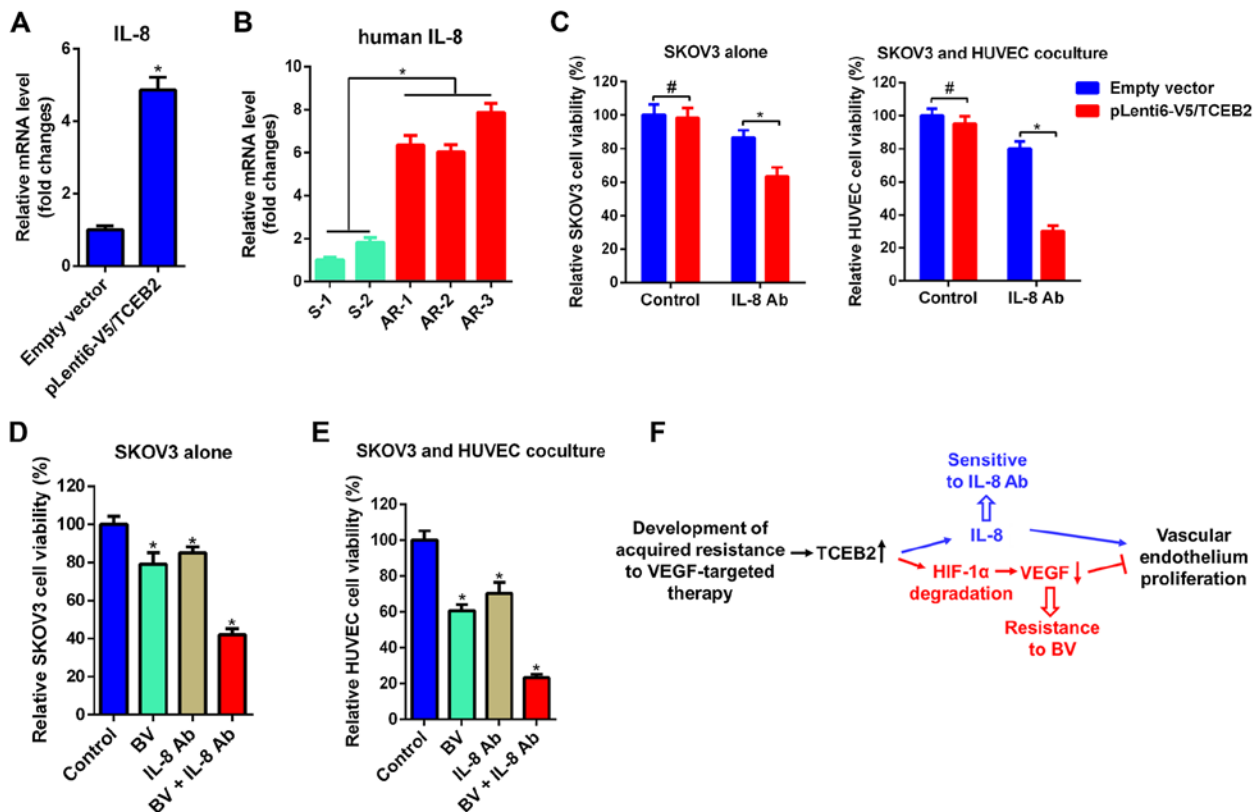 A
IL-8
Relative mRNA level
(fold changes)
6
4
2
0
*
Empty vector
pLenti6-V5/TCEB2
B
human IL-8
Relative mRNA level
(fold changes)
10
8
6
4
2
0
*
S-1
S-2
AR-1
AR-2
AR-3
C
SKOV3 alone
Relative SKOV3 cell viability (%)
120
100
80
60
40
20
0
#
*
Control
IL-8 Ab
SKOV3 and HUVEC coculture
Relative HUVEC cell viability (%)
120
100
80
60
40
20
0
#
*
Control
IL-8 Ab
Empty vector
pLenti6-V5/TCEB2
D
SKOV3 alone
Relative SKOV3 cell viability (%)
120
100
80
60
40
20
0
*
*
*
Control
BV
IL-8 Ab
BV + IL-8 Ab
E
SKOV3 and HUVEC coculture
Relative HUVEC cell viability (%)
120
100
80
60
40
20
0
*
*
*
Control
BV
IL-8 Ab
BV + IL-8 Ab
F
Development of
acquired resistance
to VEGF-targeted
therapy
TCEB2
Sensitive
to IL-8 Ab
IL-8
HIF-1α
degradation
VEGF
Resistance
to BV
Vascular
endothelium
proliferation